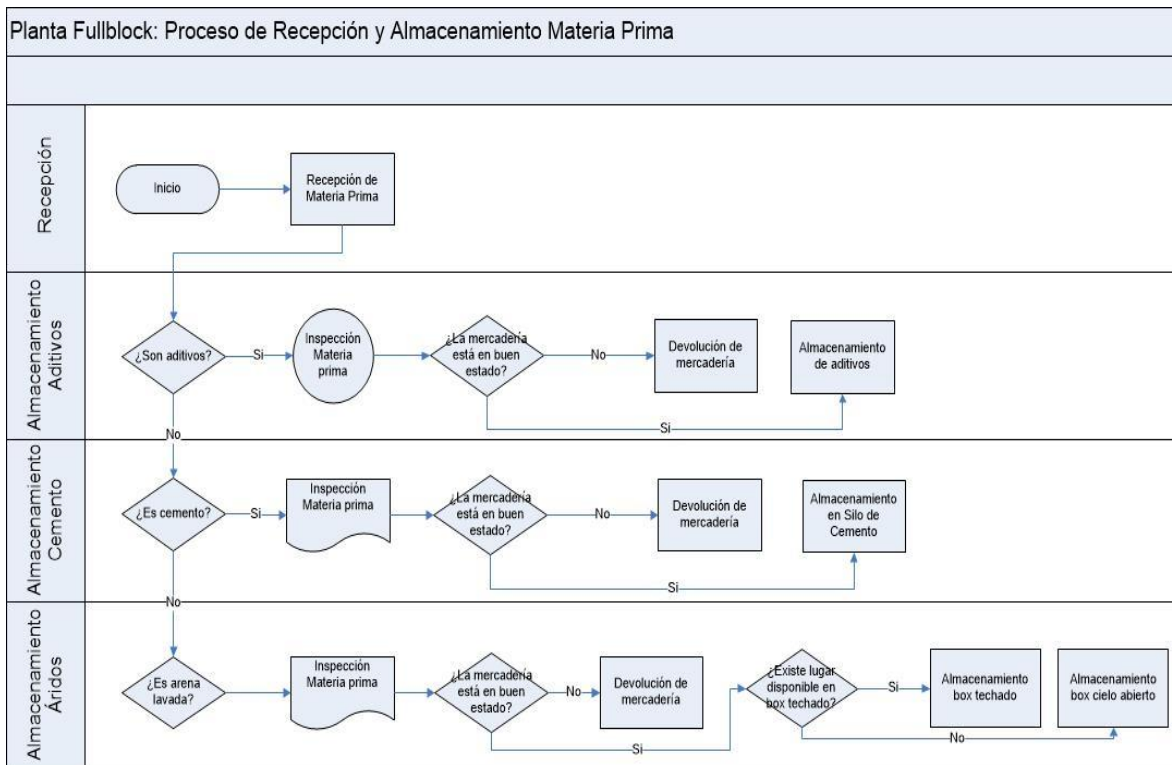 Planta Fullblock: Proceso de Recepción y Almacenamiento Materia Prima
Recepción
Inicio
Recepción de
Materia Prima
Almacenamiento
Aditivos
¿Son aditivos?
Si
Inspección
Materia
prima
¿La mercadería
está en buen
estado?
No
Devolución de
mercadería
Almacenamiento
de aditivos
Si
No
Almacenamiento
Cemento
¿Es cemento?
Si
Inspección
Materia prima
¿La mercadería
está en buen
estado?
No
Devolución de
mercadería
Almacenamiento
en Silo de
Cemento
Si
No
Almacenamiento
Áridos
¿Es arena
lavada?
Inspección
Materia prima
¿La mercadería
está en buen
estado?
No
Devolución de
mercadería
Si
¿Existe lugar
disponible en
box techado?
Si
Almacenamiento
box techado
No
Almacenamiento
box cielo abierto